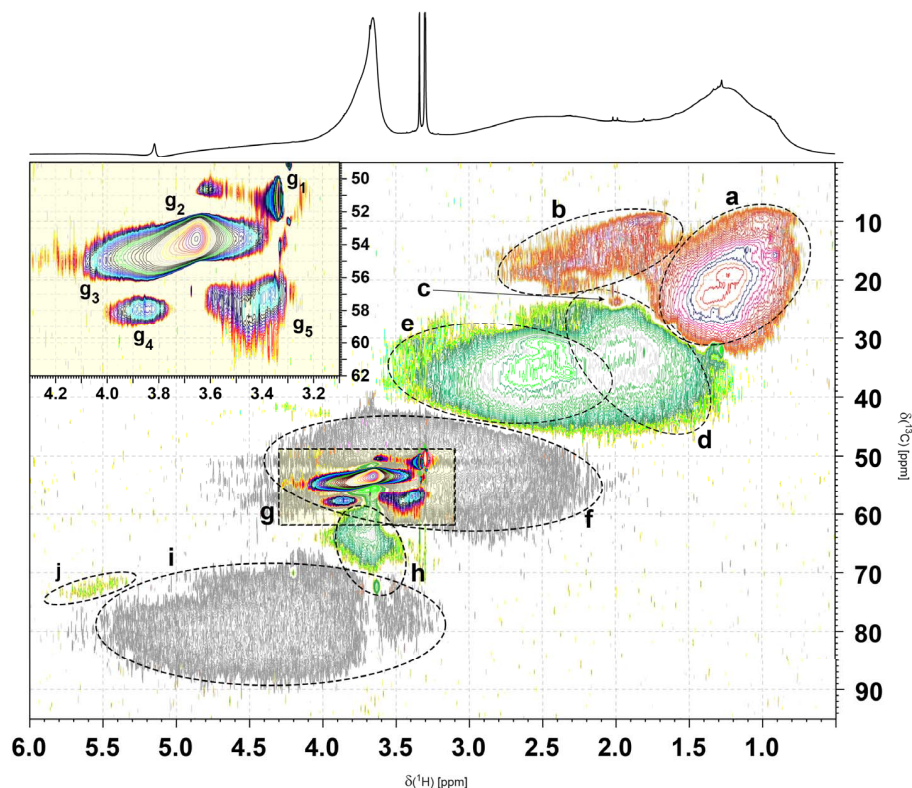 50
g1
g2
52
54
g3
56
g4
g5
58
60
62
4.2 4.0 3.8 3.6 3.4 3.2
b
a
10
c
20
e
30
d
40
50
g
f
60
j
i
h
70
80
90
δ(13C) [ppm]
6.0 5.5 5.0 4.5 4.0 3.5 3.0 2.5 2.0 1.5 1.0
δ(1H) [ppm]